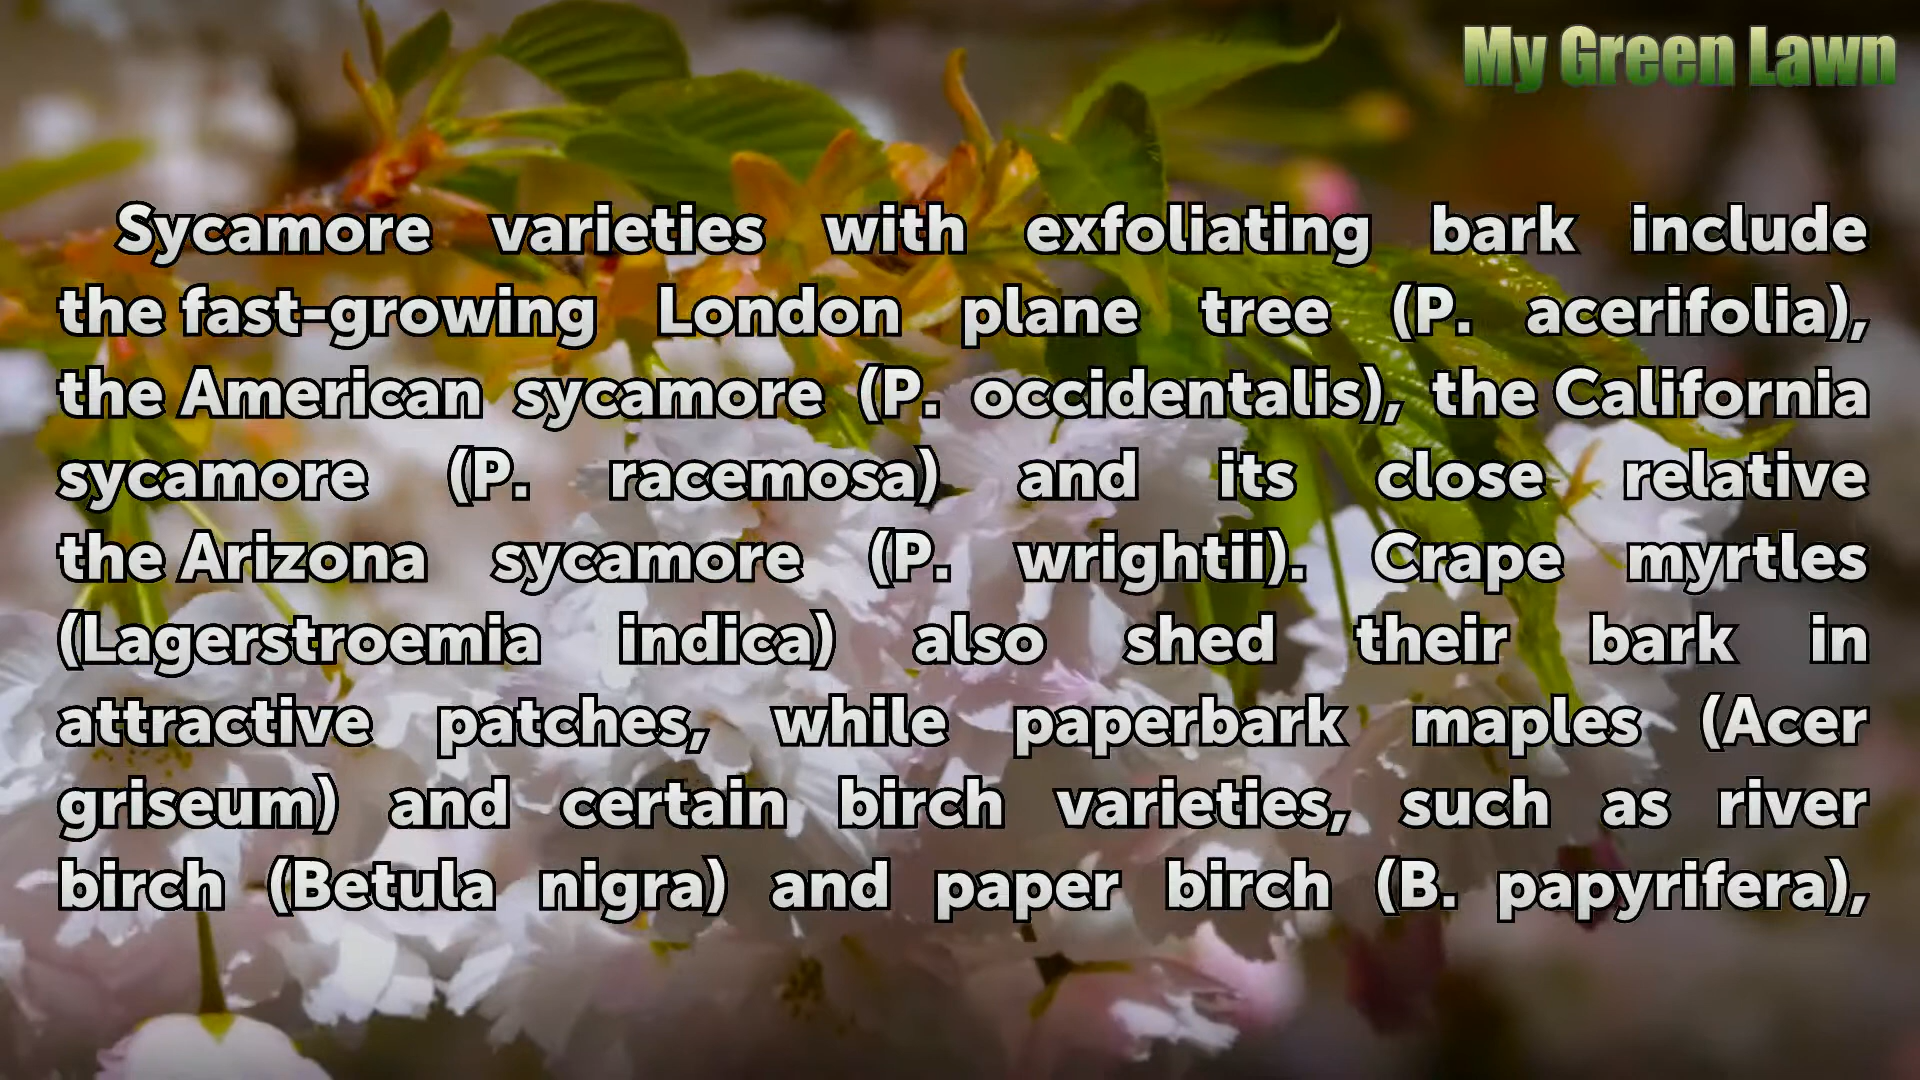 My Green Lawn
Sycamore varieties with exfoliating bark include
the fast-growing London plane tree (P. acerifolia),
the American sycamore (P. occidentalis), the California
sycamore (P. racemosa) and its close relative
the Arizona sycamore (P. wrightii). Crape myrtles
(Lagerstroemia indica) also shed their bark in
attractive patches, while paperbark maples (Acer
griseum) and certain birch varieties, such as river
birch (Betula nigra) and paper birch (B. papyrifera),